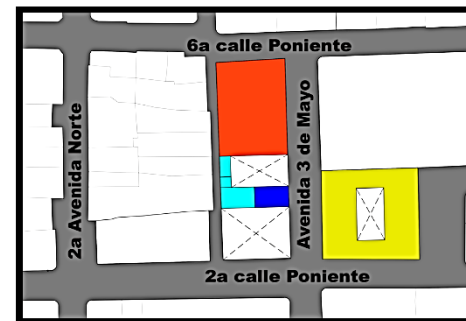 6a calle Poniente
2a Avenida Norte
Avenida 3 de Mayo
2a calle Poniente